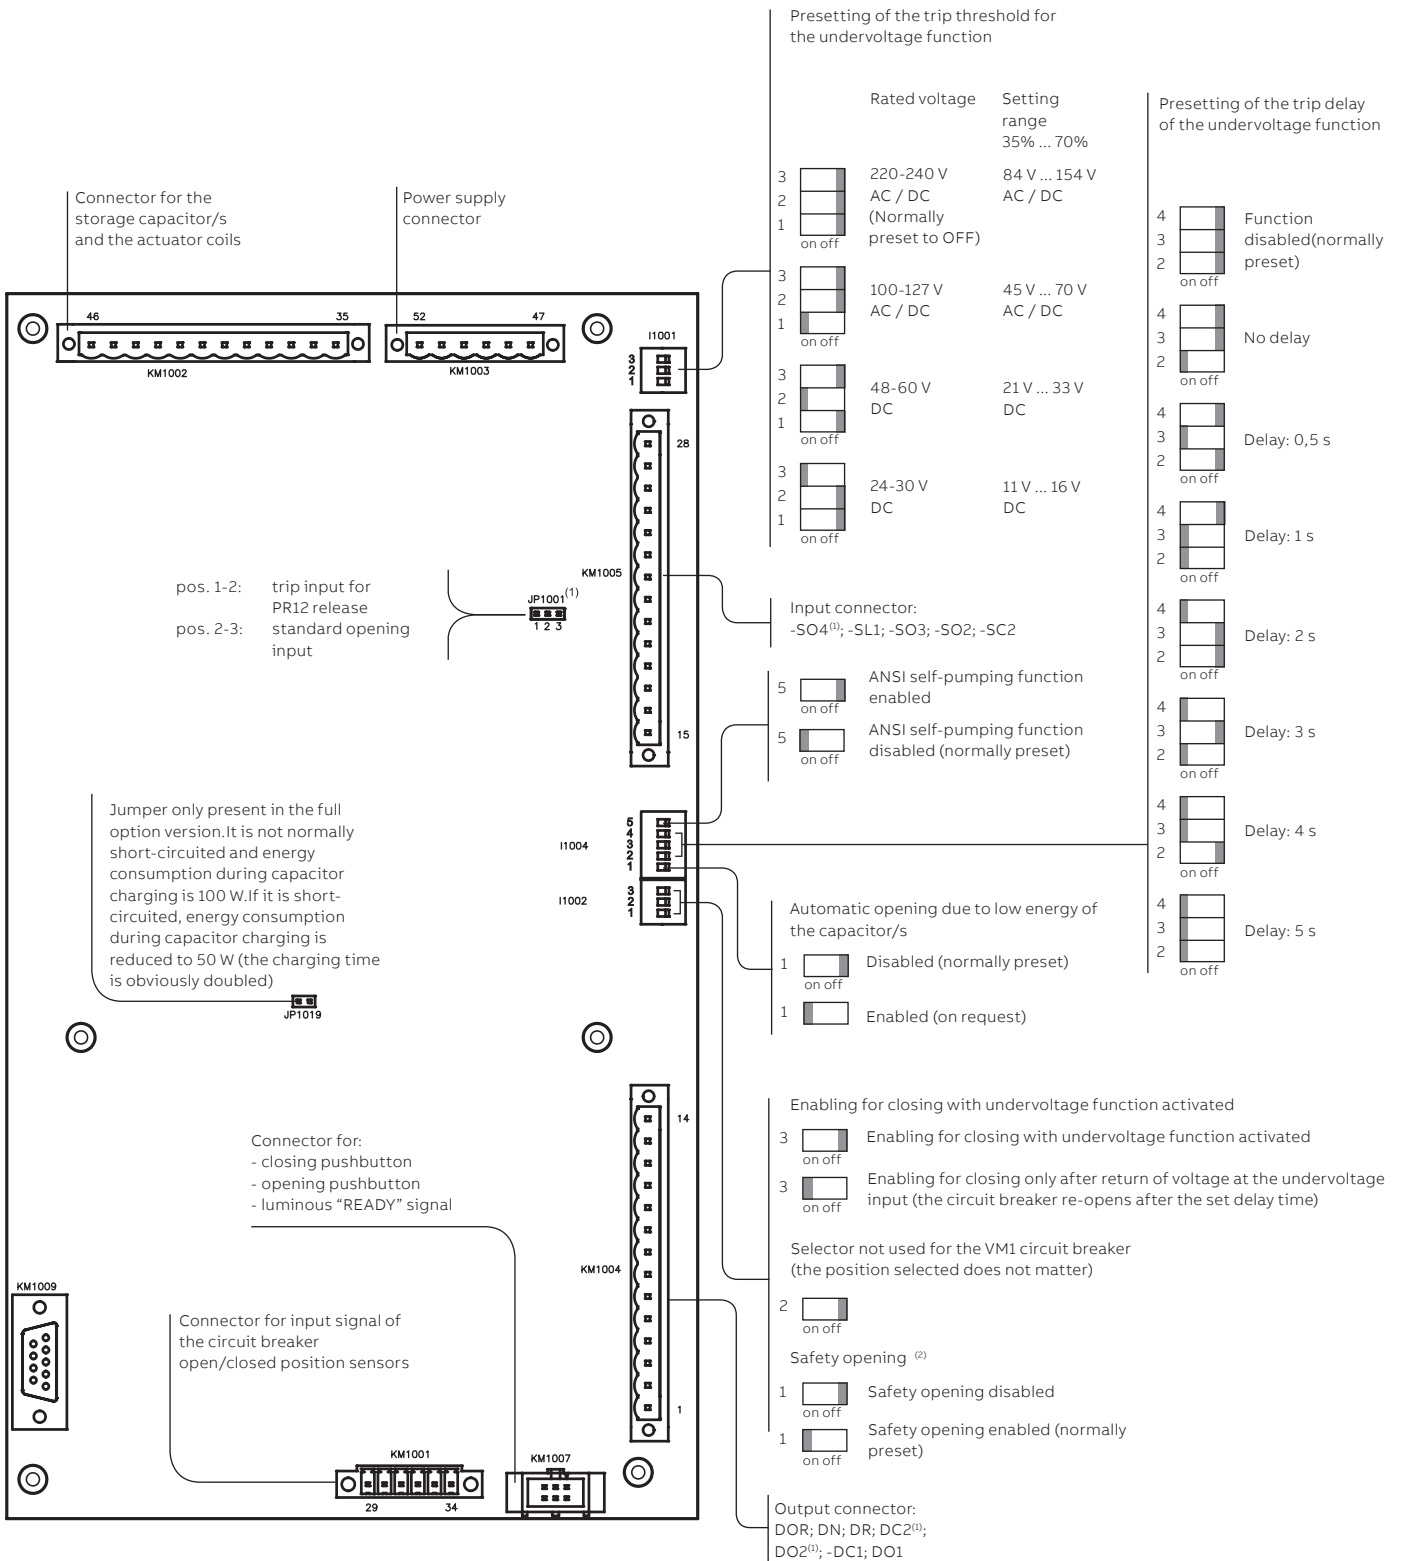 Presetting of the trip threshold for
the undervoltage function
Rated voltage
Setting
range
35% ... 70%
3
2
1
on off
220-240 V
AC / DC
(Normally
preset to OFF)
84 V ... 154 V
AC / DC
3
2
1
on off
100-127 V
AC / DC
45 V ... 70 V
AC / DC
3
2
1
on off
48-60 V
DC
21 V ... 33 V
DC
3
2
1
on off
24-30 V
DC
11 V ... 16 V
DC
Presetting of the trip delay
of the undervoltage function
4
3
2
on off
Function
disabled(normally
preset)
4
3
2
on off
No delay
4
3
2
on off
Delay: 0,5 s
4
3
2
on off
Delay: 1 s
4
3
2
on off
Delay: 2 s
4
3
2
on off
Delay: 3 s
4
3
2
on off
Delay: 4 s
4
3
2
on off
Delay: 5 s
Connector for the
storage capacitor/s
and the actuator coils
Power supply
connector
46
35
KM1002
52
47
KM1003
I1001
3
2
1
28
KM1005
15
pos. 1-2:
trip input for
PR12 release
pos. 2-3:
standard opening
input
JP1001(1)
1 2 3
Input connector:
-SO4(1); -SL1; -SO3; -SO2; -SC2
5
on off
ANSI self-pumping function
enabled
5
on off
ANSI self-pumping function
disabled (normally preset)
Jumper only present in the full
option version.It is not normally
short-circuited and energy
consumption during capacitor
charging is 100 W.If it is short-
circuited, energy consumption
during capacitor charging is
reduced to 50 W (the charging time
is obviously doubled)
JP1019
I1004
5
4
3
2
1
I1002
3
2
1
Automatic opening due to low energy of
the capacitor/s
1
on off
Disabled (normally preset)
1
Enabled (on request)
Enabling for closing with undervoltage function activated
3
on off
Enabling for closing with undervoltage function activated
3
on off
Enabling for closing only after return of voltage at the undervoltage
input (the circuit breaker re-opens after the set delay time)
Selector not used for the VM1 circuit breaker
(the position selected does not matter)
2
on off
Safety opening (2)
1
on off
Safety opening disabled
1
on off
Safety opening enabled (normally
preset)
Connector for:
- closing pushbutton
- opening pushbutton
- luminous “READY” signal
14
KM1004
1
KM1009
Connector for input signal of
the circuit breaker
open/closed position sensors
KM1001
29
34
KM1007
Output connector:
DOR; DN; DR; DC2(1);
DO2(1); -DC1; DO1